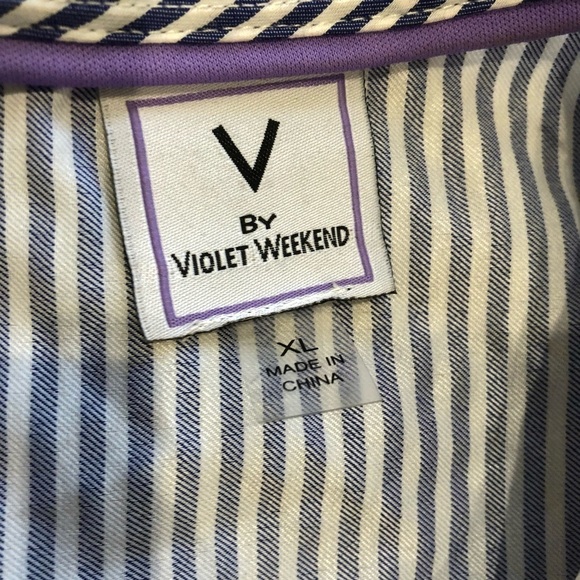 V
BY
VIOLET WEEKEND
XL
MADE IN
CHINA